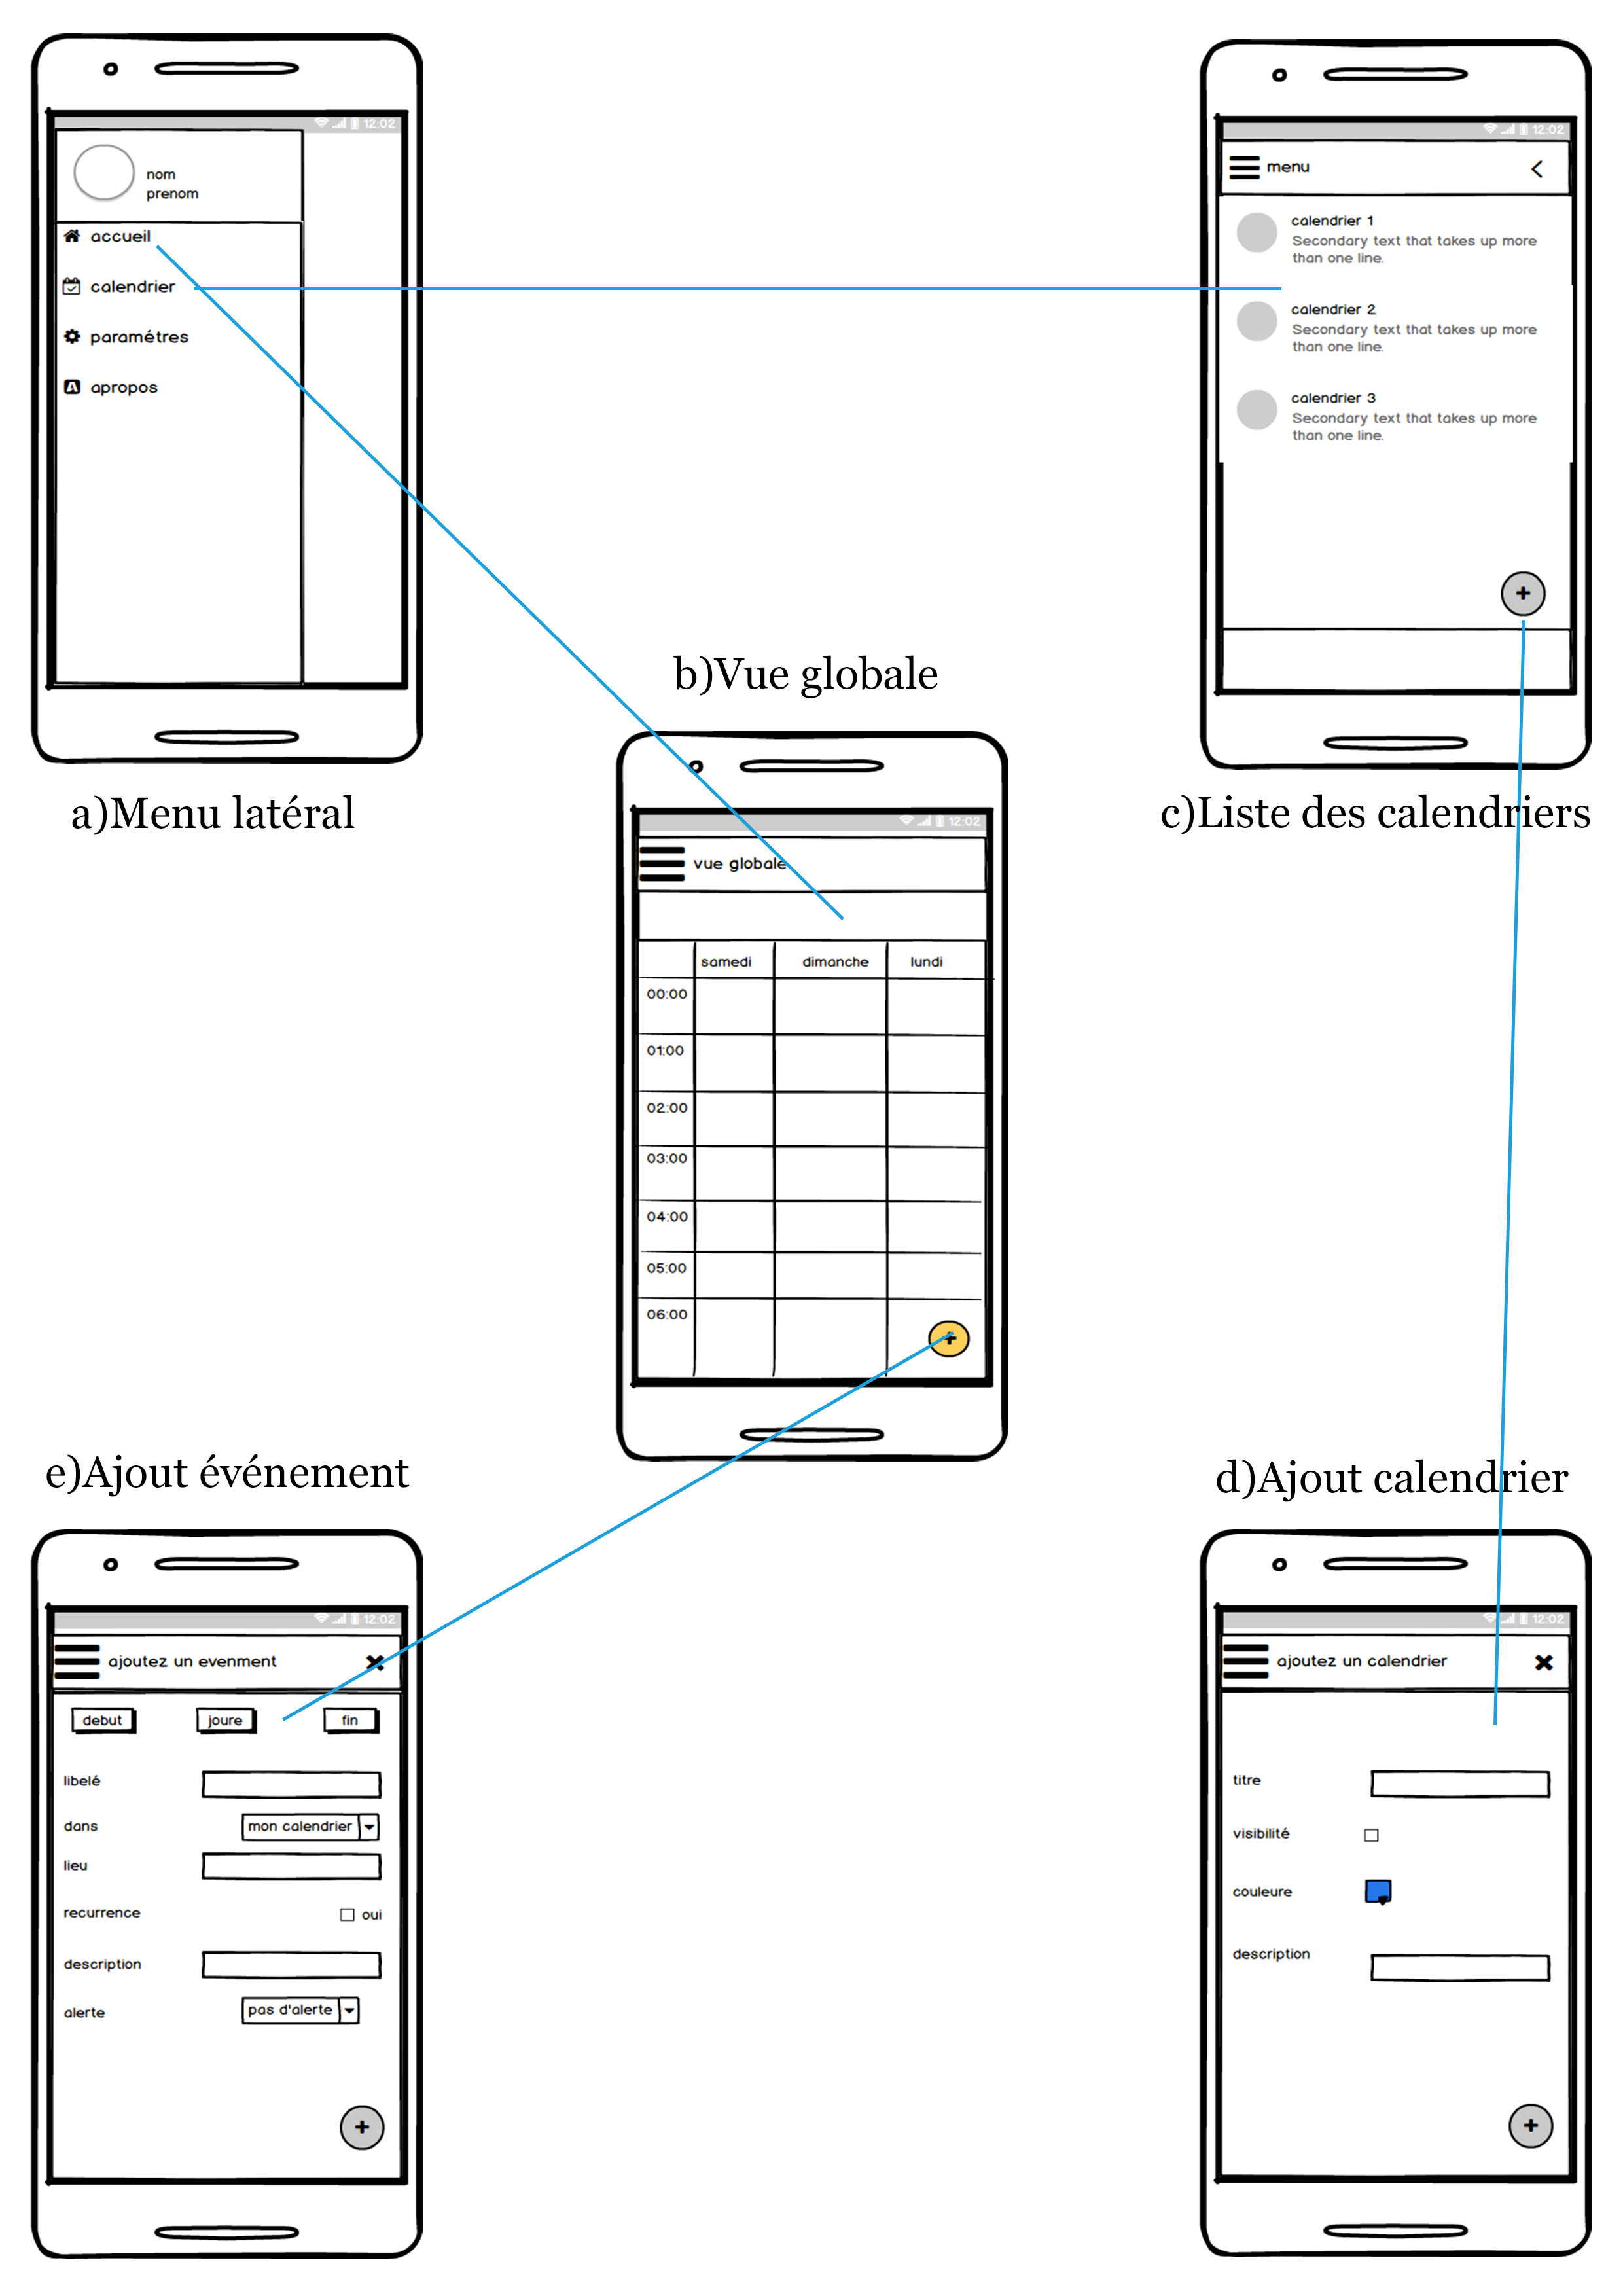 12:02
nom
prenom
accueil
calendrier
paramétres
apropos
a)Menu latéral
12:02
menu
calendrier 1
Secondary text that takes up more
than one line.
calendrier 2
Secondary text that takes up more
than one line.
calendrier 3
Secondary text that takes up more
than one line.
+
c)Liste des calendriers
b)Vue globale
12:02
vue globale
samedi dimanche lundi
00:00
01:00
02:00
03:00
04:00
05:00
06:00
+
e)Ajout événement
12:02
ajoutez un evenment
debut joure fin
libelé
dans mon calendrier
lieu
recurrence oui
description
alerte pas d'alerte
+
d)Ajout calendrier
12:02
ajoutez un calendrier
titre
visibilité
couleure
description
+